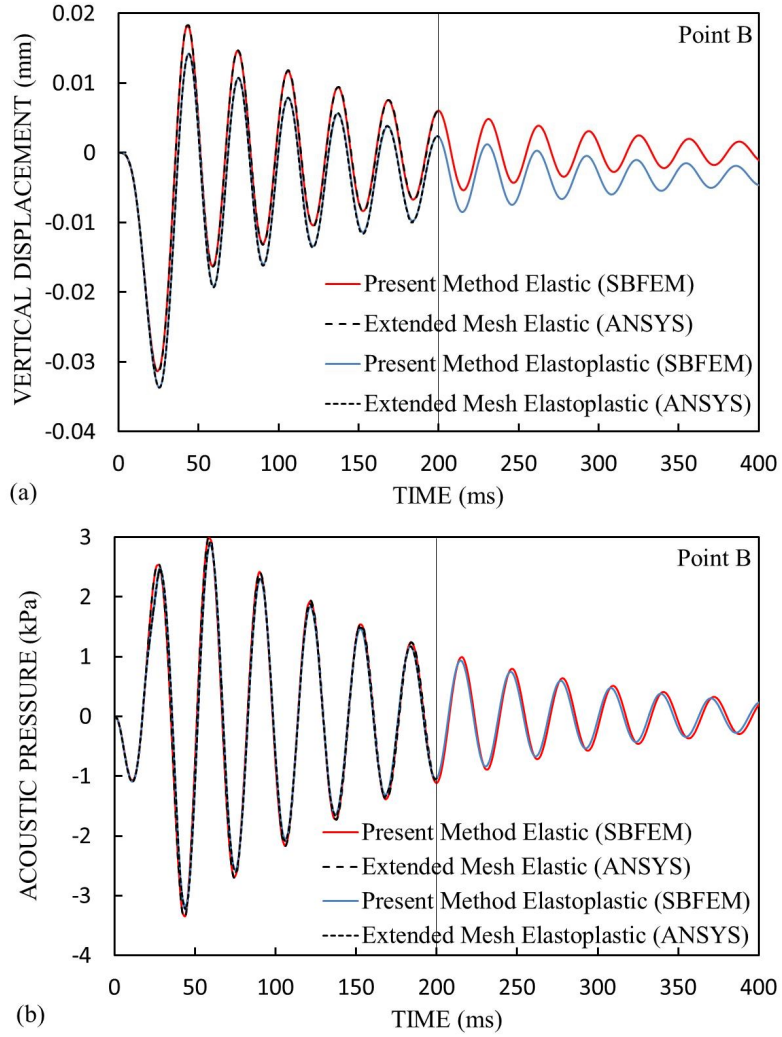 0.02
0.01
0
-0.01
-0.02
-0.03
-0.04
VERTICAL DISPLACEMENT (mm)
Point B
Present Method Elastic (SBFEM)
Extended Mesh Elastic (ANSYS)
Present Method Elastoplastic (SBFEM)
Extended Mesh Elastoplastic (ANSYS)
0 50 100 150 200 250 300 350 400
TIME (ms)
(a)
3
2
1
0
-1
-2
-3
-4
ACOUSTIC PRESSURE (kPa)
Point B
Present Method Elastic (SBFEM)
Extended Mesh Elastic (ANSYS)
Present Method Elastoplastic (SBFEM)
Extended Mesh Elastoplastic (ANSYS)
0 50 100 150 200 250 300 350 400
TIME (ms)
(b)